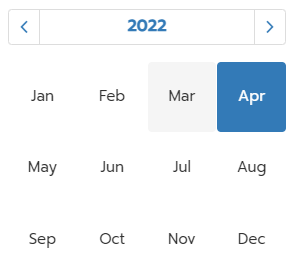 2022
Jan Feb Mar Apr
May Jun Jul Aug
Sep Oct Nov Dec